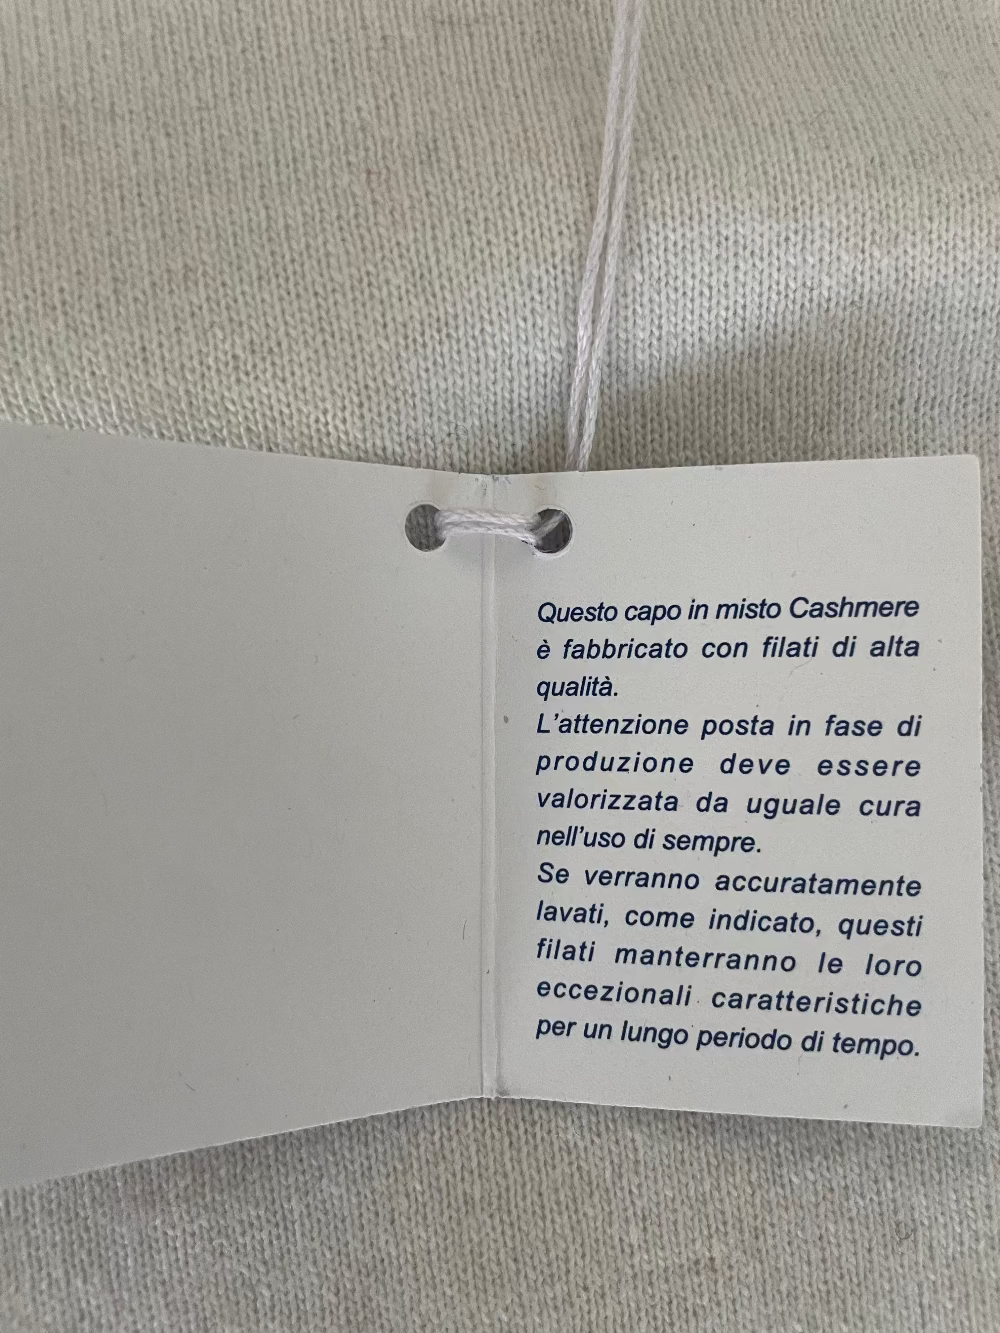 Questo capo in misto Cashmere
è fabbricato con filati di alta
qualità.
L'attenzione posta in fase di
produzione deve essere
valorizzata da uguale cura
nell'uso di sempre.
Se verranno accuratamente
lavati, come indicato, questi
filati manterranno le loro
eccezionali caratteristiche
per un lungo periodo di tempo.